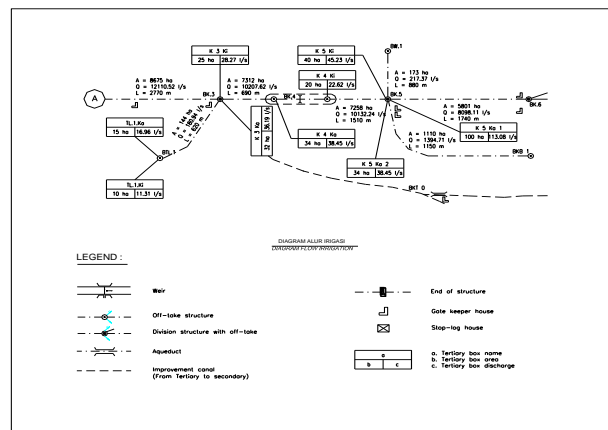 BW.1
K 3 Ki
25 ha 28.27 l/s
K 5 Ki
40 ha 45.23 l/s
K 4 Ki
20 ha 22.62 l/s
A = 173 ha
Q = 217.37 l/s
L = 880 m
A = 8675 ha
Q = 12110.52 l/s
L = 2770 m
A = 7312 ha
Q = 10207.62 l/s
L = 690 m
A
BK.3
BK.4
BK.5
BK.6
A = 7258 ha
Q = 10132.24 l/s
L = 1510 m
A = 5801 ha
Q = 8098.11 l/s
L = 1740 m
A = 144 ha
L = 620 m
TL.1.Ka
15 ha 16.96 l/s
K 3 Ka
32 ha 36.19 l/s
K 4 Ka
34 ha 38.45 l/s
A = 1110 ha
Q = 1394.71 l/s
L = 1150 m
K 5 Ka 1
100 ha 113.08 l/s
BTL.1
K 5 Ka 2
34 ha 38.45 l/s
BKB 1
TL.1.Ki
10 ha 11.31 l/s
BKT 0
DIAGRAM ALUR IRIGASI
DIAGRAM FLOW IRRIGATION
LEGEND :
Weir
Off-take structure
Division structure with off-take
Aqueduct
Improvement canal
(From Tertiary to secondary)
End of structure
Gate keeper house
Stop-log house
a
b c
a. Tertiary box name
b. Tertiary box area
c. Tertiary box discharge